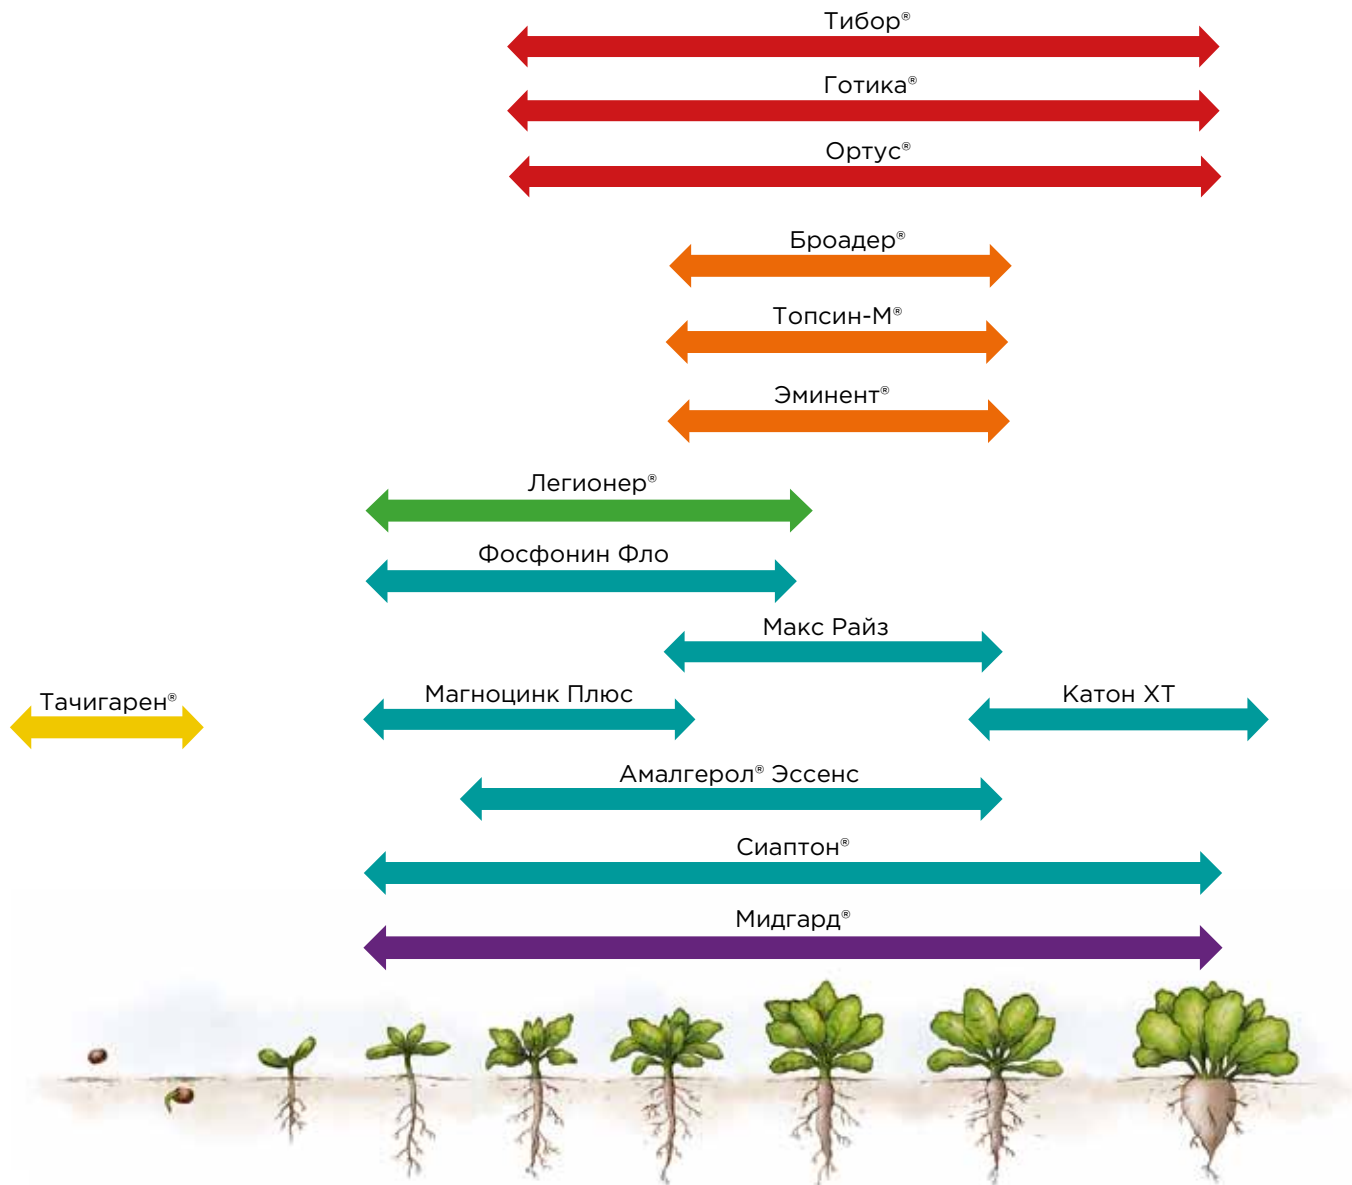 Тибор®
Готика®
Ортус®
Броадер®
Топсин-М®
Эминент®
Легионер®
Фосфонин Фло
Макс Райз
Тачигарен®
Магноцинк Плюс
Катон ХТ
Амалгерол® Эссенс
Сиаптон®
Мидгард®